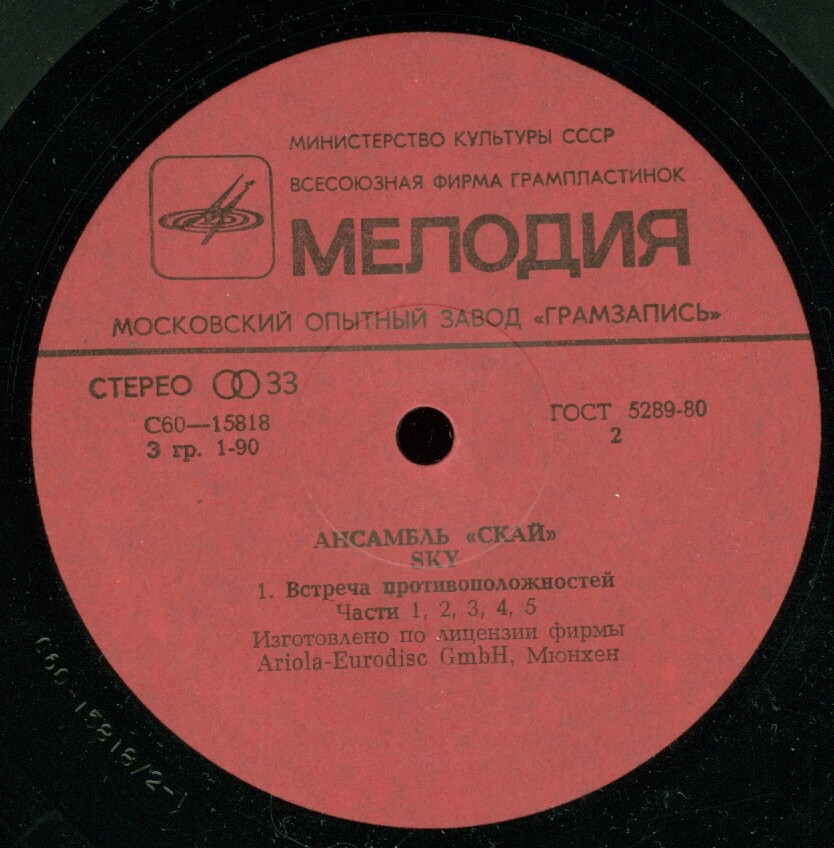 МИНИСТЕРСТВО КУЛЬТУРЫ СССР
ВСЕСОЮЗНАЯ ФИРМА ГРАМПЛАСТИНОК
МЕЛОДИЯ
МОСКОВСКИЙ ОПЫТНЫЙ ЗАВОД «ГРАМЗАПИСЬ»
СТЕРЕО 33
С60—15818
3 гр. 1-90
ГОСТ 5289-80
2
АНСАМБЛЬ «СКАЙ»
SKY
1. Встреча противоположностей
Части 1, 2, 3, 4, 5
Изготовлено по лицензии фирмы
Ariola-Eurodisc GmbH, Мюнхен
С60-15818/2-1